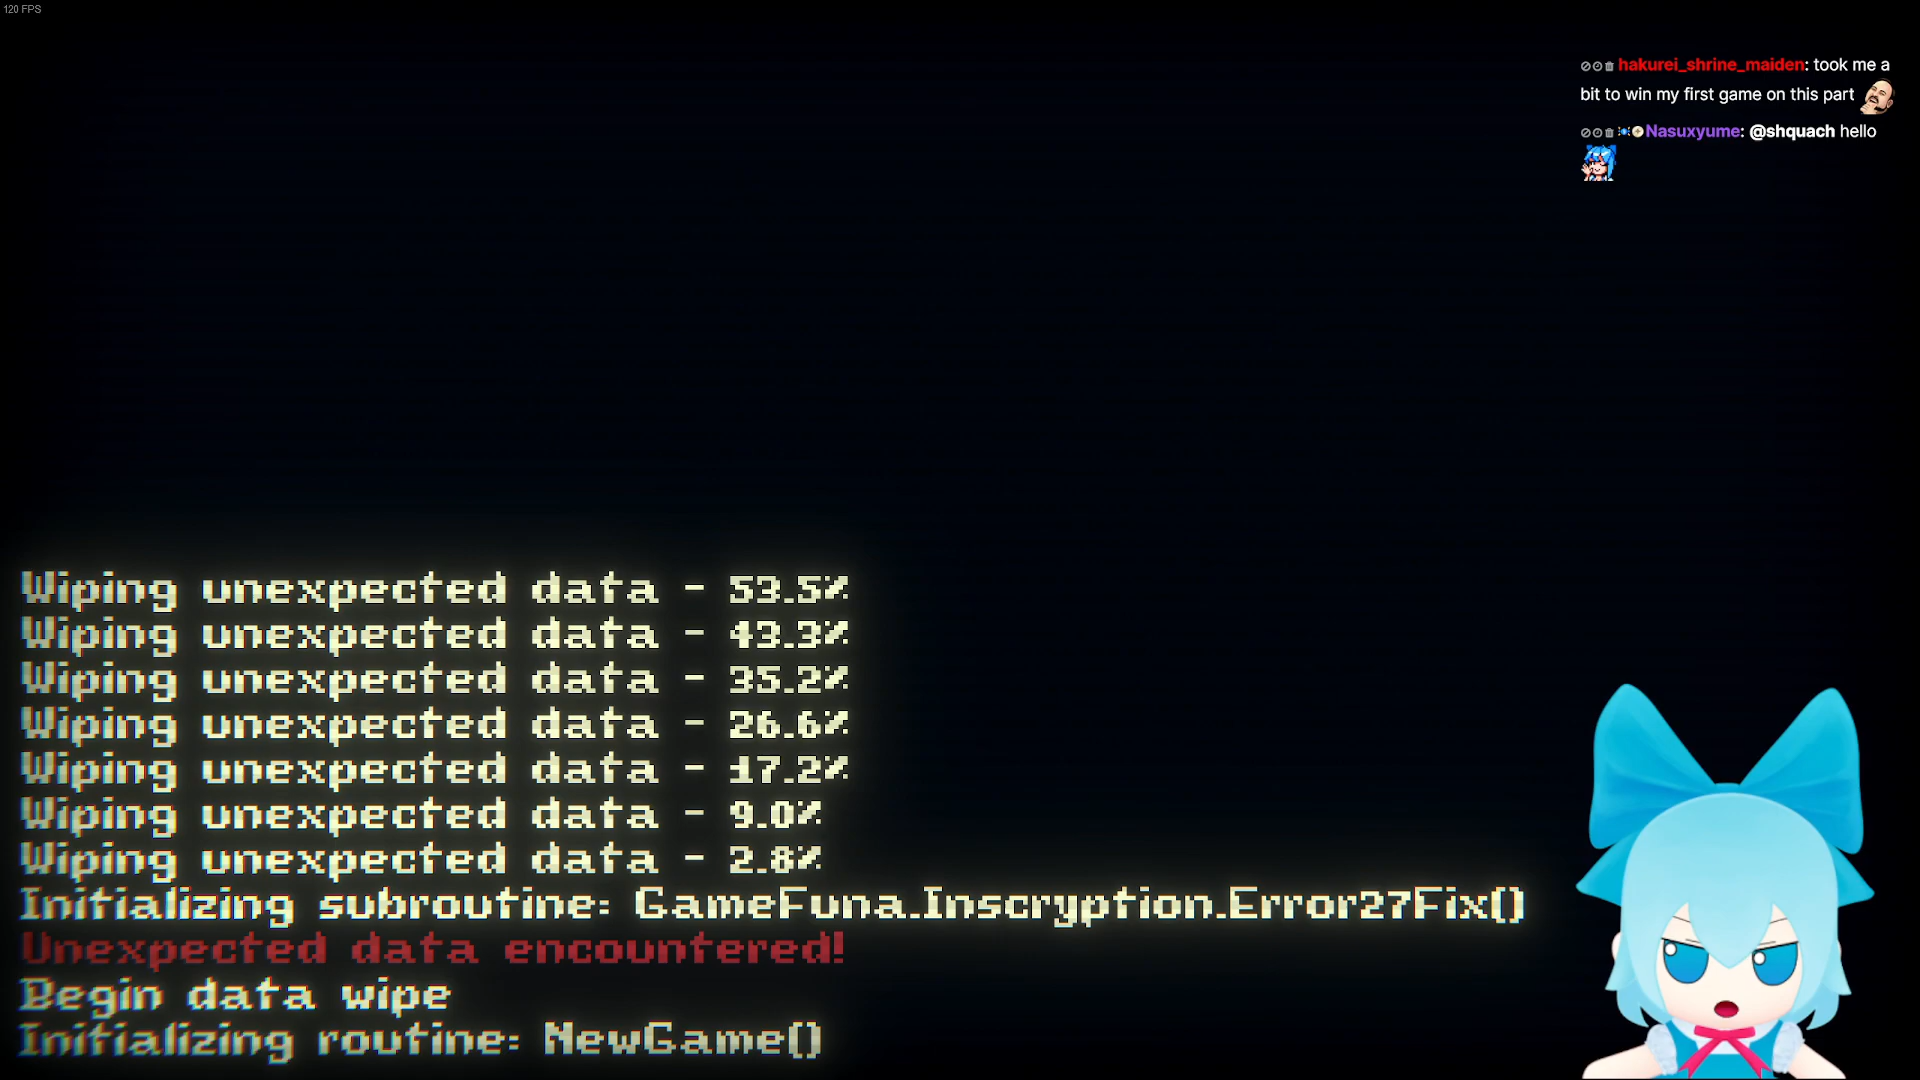 120 FPS
hakurei_shrine_maiden: took me a
bit to win my first game on this part
Nasuxyume: @shquach hello
Wiping unexpected data - 53.5%
Wiping unexpected data - 43.3%
Wiping unexpected data - 35.2%
Wiping unexpected data - 26.6%
Wiping unexpected data - 17.2%
Wiping unexpected data - 9.0%
Wiping unexpected data - 2.8%
Initializing subroutine: GameFuna.Inscryption.Error27Fix()
Unexpected data encountered!
Begin data wipe
Initializing routine: NewGame()